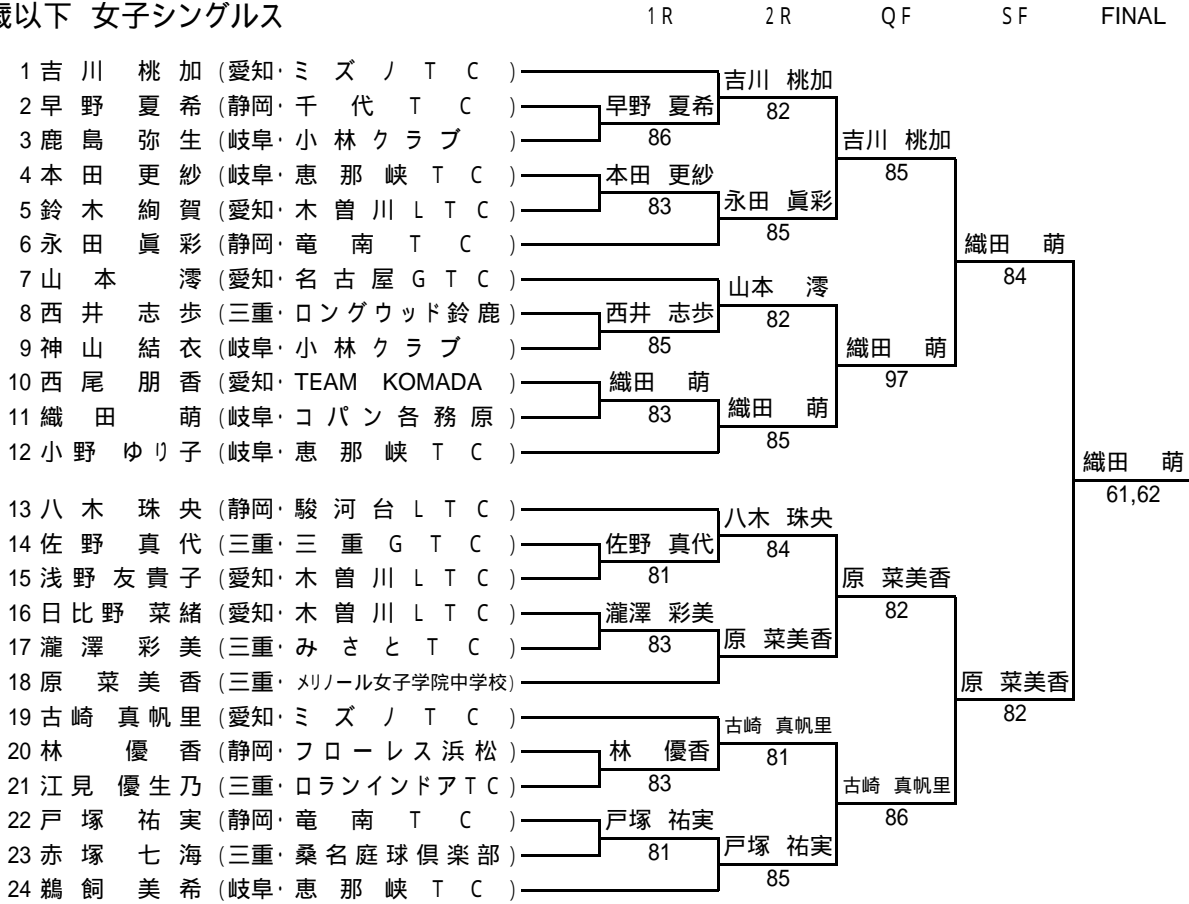 歳以下 女子シングルス 1R 2R QF SF FINAL
1 吉川 桃加 (愛知・ミズノTC)
2 早野 夏希 (静岡・千代TC)
3 鹿島 弥生 (岐阜・小林クラブ)
4 本田 更紗 (岐阜・恵那峡TC)
5 鈴木 絢賀 (愛知・木曽川LTC)
6 永田 眞彩 (静岡・竜南TC)
7 山本 澪 (愛知・名古屋GTC)
8 西井 志歩 (三重・ロングウッド鈴鹿)
9 神山 結衣 (岐阜・小林クラブ)
10 西尾 朋香 (愛知・TEAM KOMADA)
11 織田 萌 (岐阜・コパン各務原)
12 小野 ゆり子 (岐阜・恵那峡TC)
13 八木 珠央 (静岡・駿河台LTC)
14 佐野 真代 (三重・三重GTC)
15 浅野 友貴子 (愛知・木曽川LTC)
16 日比野 菜緒 (愛知・木曽川LTC)
17 瀧澤 彩美 (三重・みさとTC)
18 原 菜美香 (三重・メリノール女子学院中学校)
19 古崎 真帆里 (愛知・ミズノTC)
20 林 優香 (静岡・フローレス浜松)
21 江見 優生乃 (三重・ロランインドアTC)
22 戸塚 祐実 (静岡・竜南TC)
23 赤塚 七海 (三重・桑名庭球倶楽部)
24 鵜飼 美希 (岐阜・恵那峡TC)
早野 夏希
86
本田 更紗
83
西井 志歩
85
織田 萌
83
佐野 真代
81
瀧澤 彩美
83
林 優香
83
戸塚 祐実
81
吉川 桃加
82
永田 眞彩
85
山本 澪
82
織田 萌
85
八木 珠央
84
原 菜美香
古崎 真帆里
81
戸塚 祐実
85
吉川 桃加
85
織田 萌
97
原 菜美香
82
古崎 真帆里
86
織田 萌
84
原 菜美香
82
織田 萌
61,62